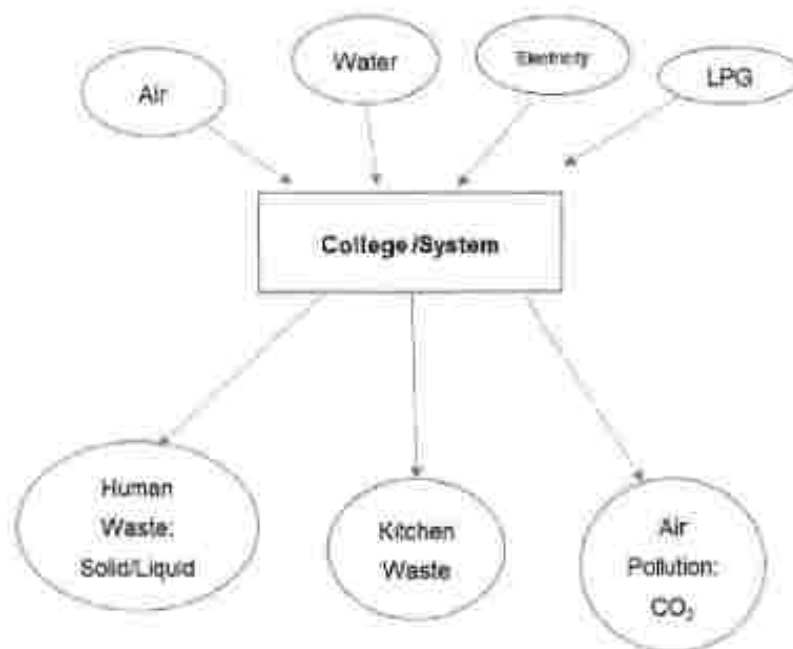 Air
Water
Electricity
LPG
College/System
Human
Waste:
Solid/Liquid
Kitchen
Waste
Air
Pollution:
CO₂